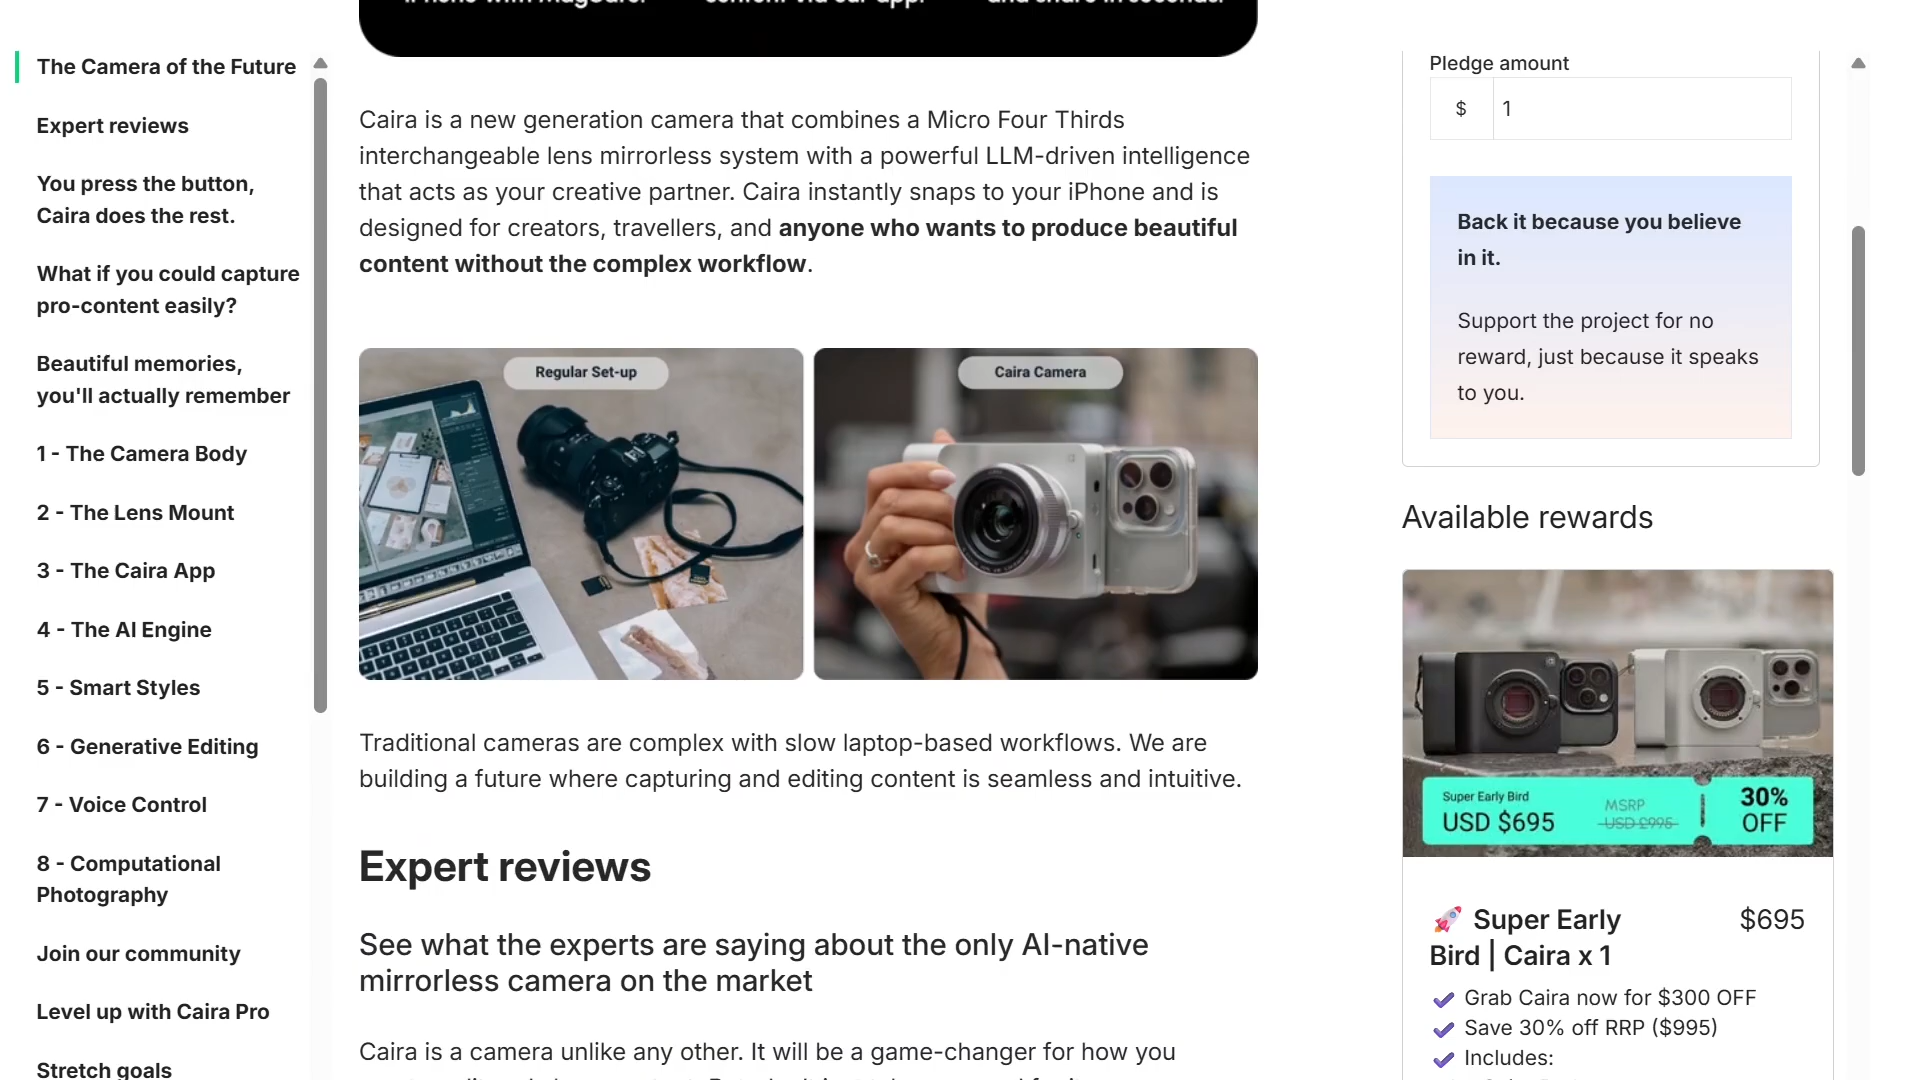 The Camera of the Future
Expert reviews
You press the button,
Caira does the rest.
What if you could capture
pro-content easily?
Beautiful memories,
you'll actually remember
1 - The Camera Body
2 - The Lens Mount
3 - The Caira App
4 - The AI Engine
5 - Smart Styles
6 - Generative Editing
7 - Voice Control
8 - Computational
Photography
Join our community
Level up with Caira Pro
Stretch goals
Caira is a new generation camera that combines a Micro Four Thirds
interchangeable lens mirrorless system with a powerful LLM-driven intelligence
that acts as your creative partner. Caira instantly snaps to your iPhone and is
designed for creators, travellers, and anyone who wants to produce beautiful
content without the complex workflow.
Regular Set-up
Caira Camera
Traditional cameras are complex with slow laptop-based workflows. We are
building a future where capturing and editing content is seamless and intuitive.
Expert reviews
See what the experts are saying about the only AI-native
mirrorless camera on the market
Caira is a camera unlike any other. It will be a game-changer for how you
Pledge amount
$ 1
Back it because you believe
in it.
Support the project for no
reward, just because it speaks
to you.
Available rewards
Super Early Bird
USD $695
MSRP
USD £995
30%
OFF
🚀 Super Early
Bird | Caira x 1
$695
✔ Grab Caira now for $300 OFF
✔ Save 30% off RRP ($995)
✔ Includes: